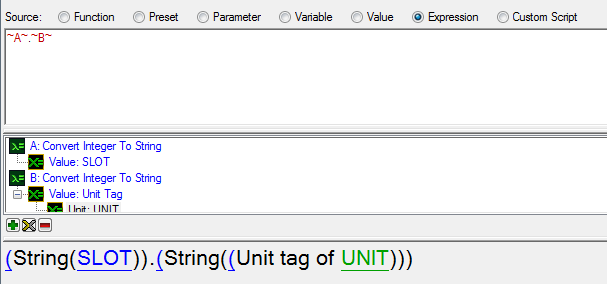 Source: Function Preset Parameter Variable Value Expression Custom Script
~A~.~B~
A: Convert Integer To String
Value: SLOT
B: Convert Integer To String
Value: Unit Tag
Unit: UNIT
(String(SLOT)).(String((Unit tag of UNIT)))